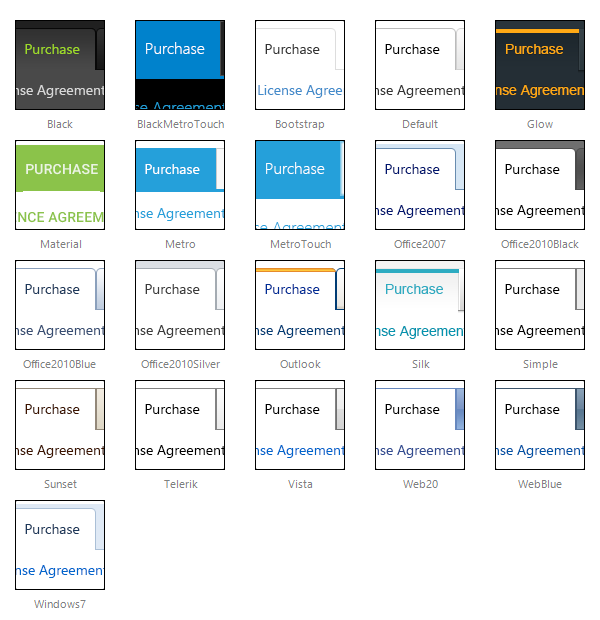 Purchase
nse Agreement
Black
Purchase
ce Agreement
BlackMetroTouch
Purchase
License Agree
Bootstrap
Purchase
nse Agreement
Default
Purchase
nse Agreement
Glow
PURCHASE
NCE AGREEM
Material
Purchase
nse Agreement
Metro
Purchase
nse Agreement
MetroTouch
Purchase
nse Agreement
Office2007
Purchase
nse Agreement
Office2010Black
Purchase
nse Agreement
Office2010Blue
Purchase
nse Agreement
Office2010Silver
Purchase
nse Agreement
Outlook
Purchase
nse Agreemen
Silk
Purchase
nse Agreement
Simple
Purchase
nse Agreement
Sunset
Purchase
nse Agreement
Telerik
Purchase
nse Agreement
Vista
Purchase
nse Agreement
Web20
Purchase
nse Agreement
WebBlue
Purchase
nse Agreement
Windows7